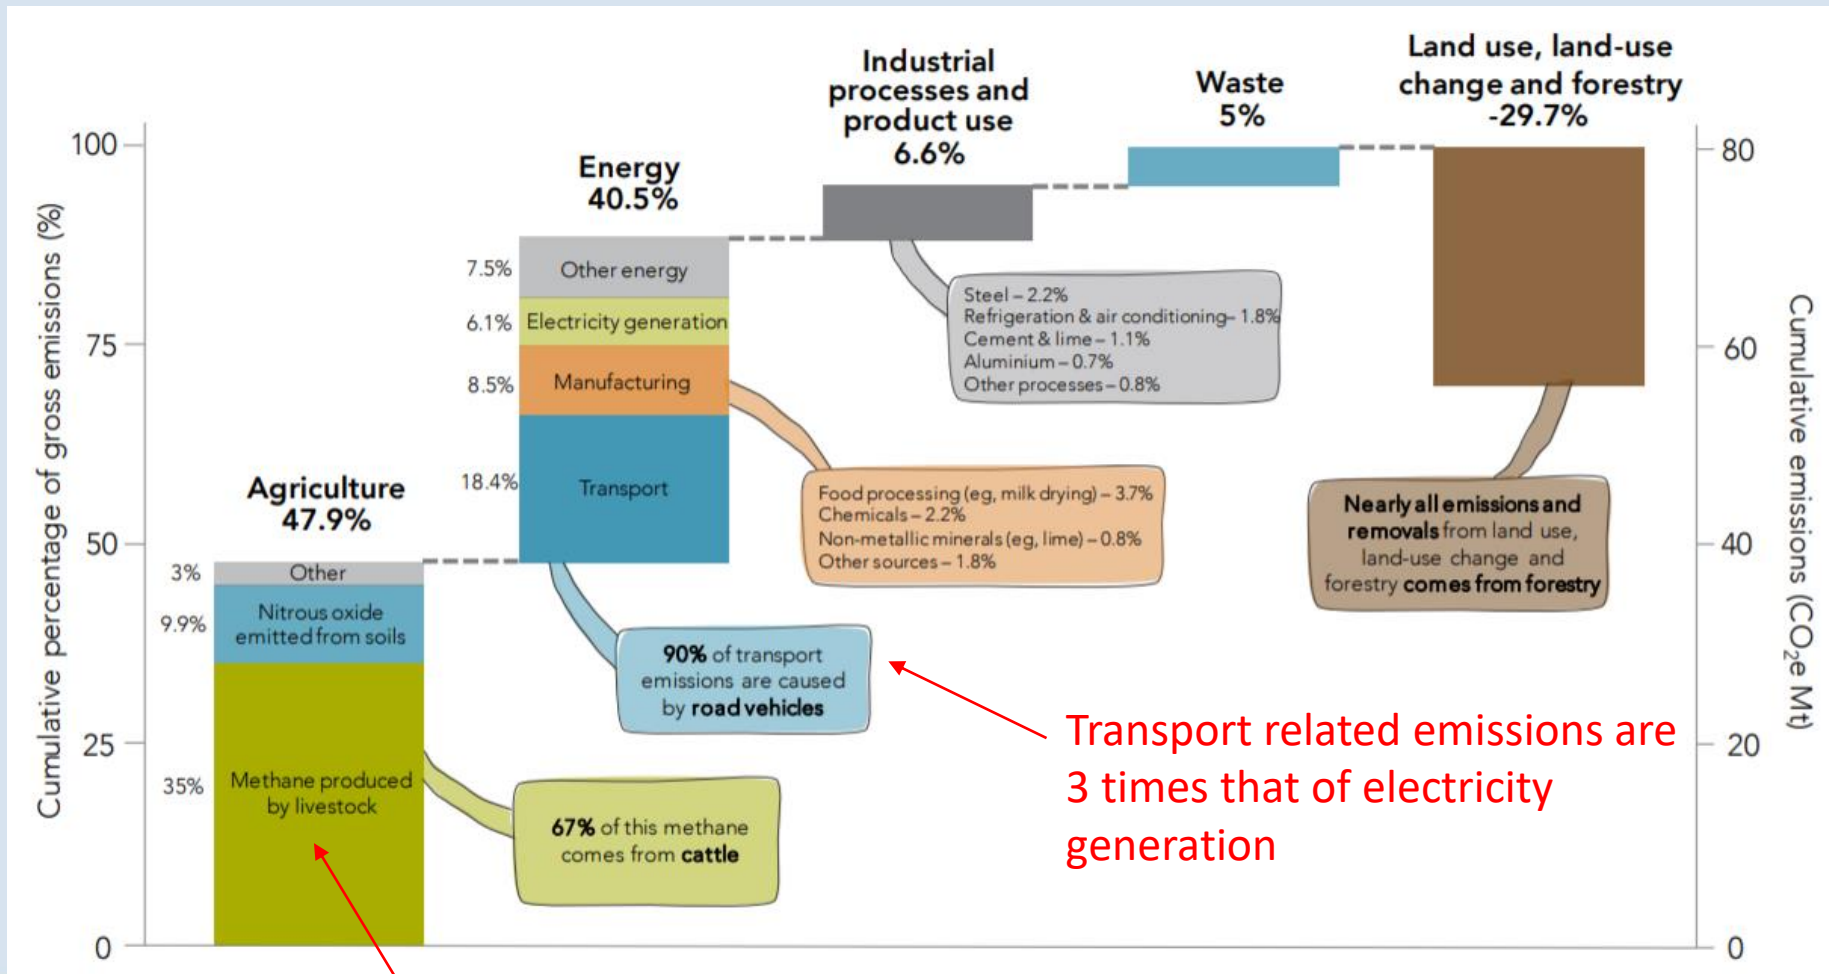 Cumulative percentage of gross emissions (%)
100
75
50
25
0
Agriculture
47.9%
3%
Other
9.9%
Nitrous oxide
emitted from soils
35%
Methane produced
by livestock
67% of this methane
comes from cattle
Energy
40.5%
7.5%
Other energy
6.1%
Electricity generation
8.5%
Manufacturing
18.4%
Transport
90% of transport
emissions are caused
by road vehicles
Food processing (eg, milk drying) – 3.7%
Chemicals – 2.2%
Non-metallic minerals (eg, lime) – 0.8%
Other sources – 1.8%
Industrial
processes and
product use
6.6%
Steel – 2.2%
Refrigeration & air conditioning– 1.8%
Cement & lime – 1.1%
Aluminium – 0.7%
Other processes – 0.8%
Waste
5%
Land use, land-use
change and forestry
-29.7%
Nearly all emissions and
removals from land use,
land-use change and
forestry comes from forestry
Transport related emissions are
3 times that of electricity
generation
80
60
40
20
0
Cumulative emissions (CO₂e Mt)